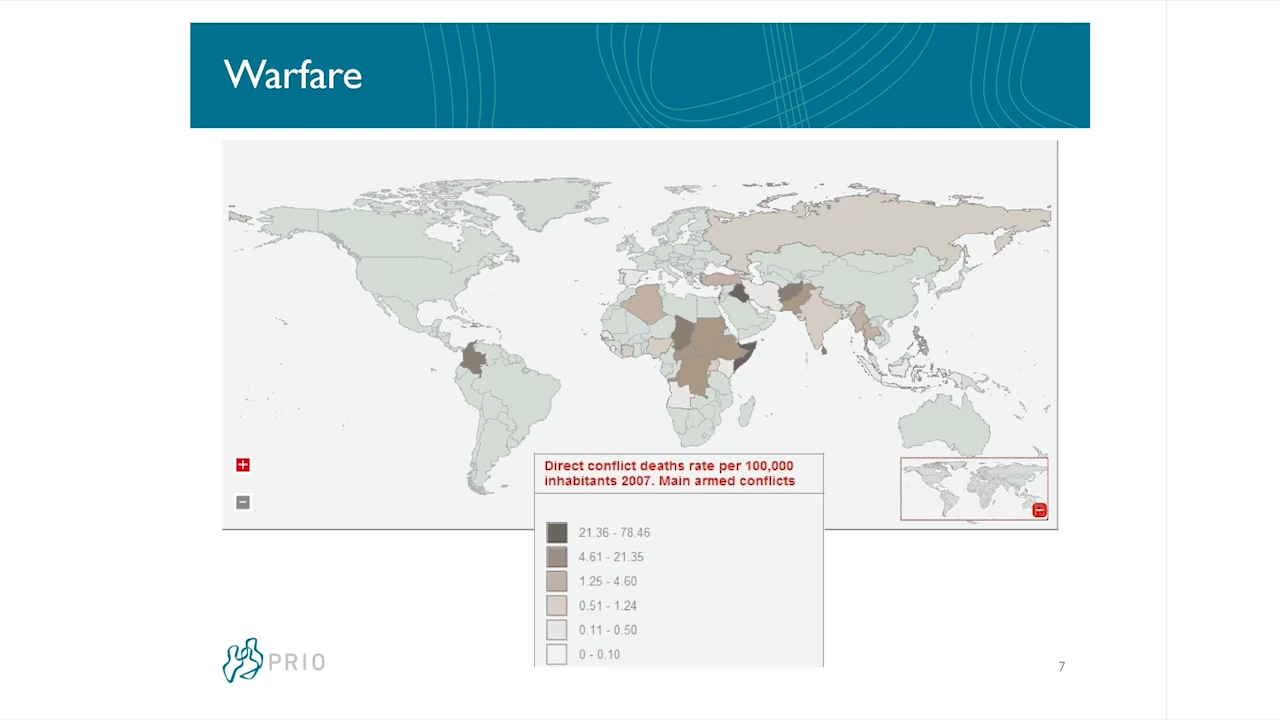 Warfare
Direct conflict deaths rate per 100,000
inhabitants 2007. Main armed conflicts
21.36 - 78.46
4.61 - 21.35
1.25 - 4.60
0.51 - 1.24
0.11 - 0.50
0 - 0.10
PRIO
7